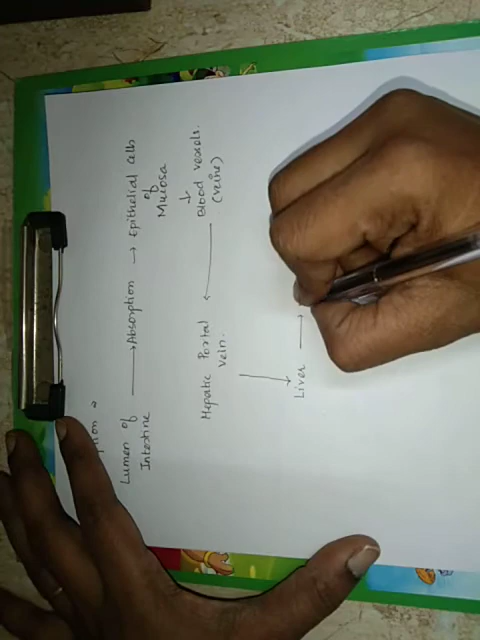 Lumen of → Absorption → Epithelial cells
Intestine
of
Mucosa
↓
Hepatic Portal ← Blood vessels.
vein. (veins)
Liver →